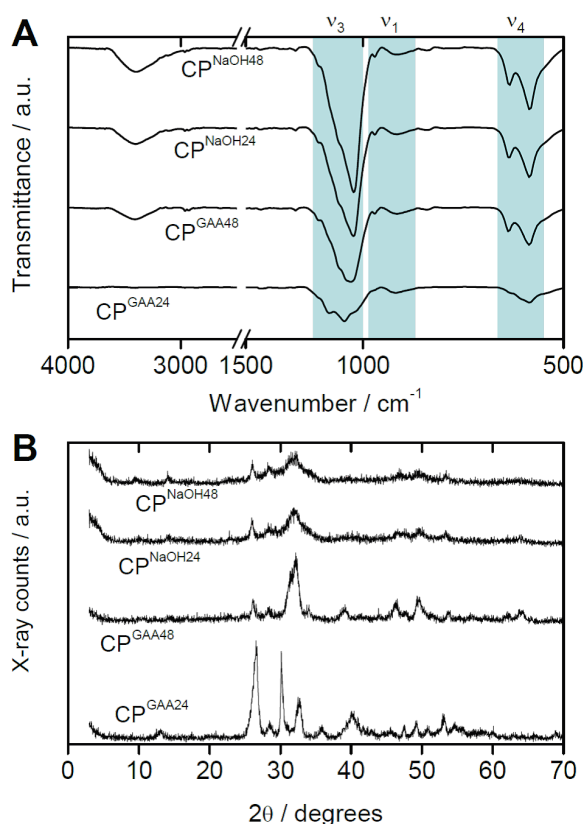 A
ν3 ν1 ν4
Transmittance / a.u.
CP^NaOH48
CP^NaOH24
CP^GAA48
CP^GAA24
4000 3000 1500 1000 500
Wavenumber / cm^-1
B
X-ray counts / a.u.
CP^NaOH48
CP^NaOH24
CP^GAA48
CP^GAA24
0 10 20 30 40 50 60 70
2θ / degrees